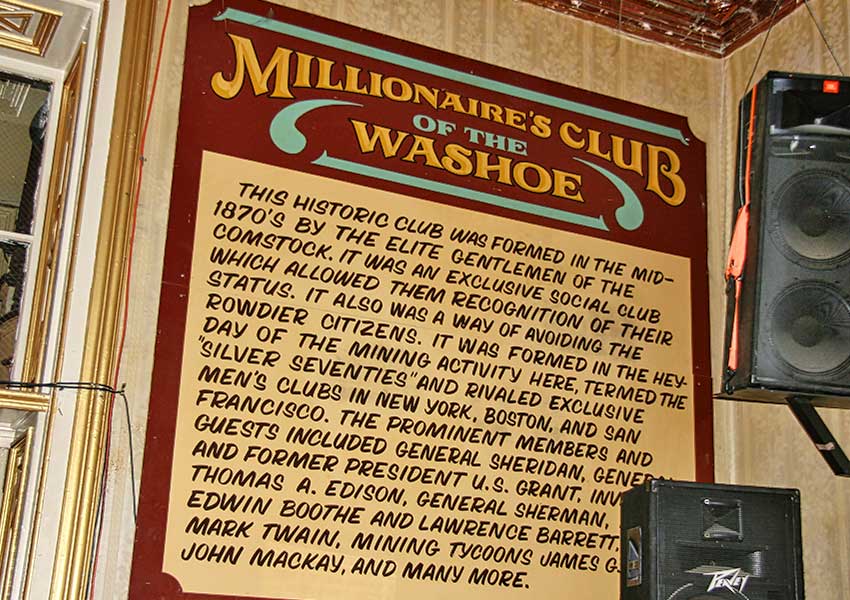 MILLIONAIRE'S CLUB
OF THE
WASHOE
THIS HISTORIC CLUB WAS FORMED IN THE MID-
1870'S BY THE ELITE GENTLEMEN OF THE
COMSTOCK. IT WAS AN EXCLUSIVE SOCIAL CLUB
WHICH ALLOWED THEM RECOGNITION OF THEIR
STATUS. IT ALSO WAS A WAY OF AVOIDING THE
ROWDIER CITIZENS. IT WAS FORMED IN THE HEY-
DAY OF THE MINING ACTIVITY HERE, TERMED THE
"SILVER SEVENTIES" AND RIVALED EXCLUSIVE
MEN'S CLUBS IN NEW YORK, BOSTON, AND SAN
FRANCISCO. THE PROMINENT MEMBERS AND
GUESTS INCLUDED GENERAL SHERIDAN,
AND FORMER PRESIDENT U.S. GRANT,
THOMAS A. EDISON, GENERAL SHERMAN,
EDWIN BOOTHE AND LAWRENCE BARRETT,
MARK TWAIN, MINING TYCOONS JAMES G.
JOHN MACKAY, AND MANY MORE.
JBL
PEAVEY